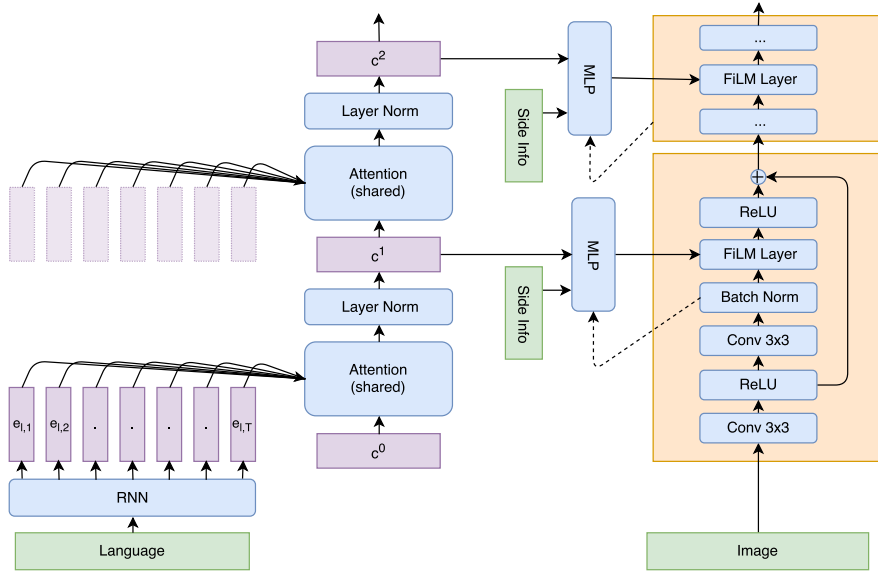 c²
Layer Norm
Attention
(shared)
c¹
Layer Norm
Attention
(shared)
c⁰
e_{l,1}
e_{l,2}
.
.
.
.
e_{l,T}
RNN
Language
MLP
Side Info
MLP
Side Info
...
FiLM Layer
...
+
ReLU
FiLM Layer
Batch Norm
Conv 3x3
ReLU
Conv 3x3
Image